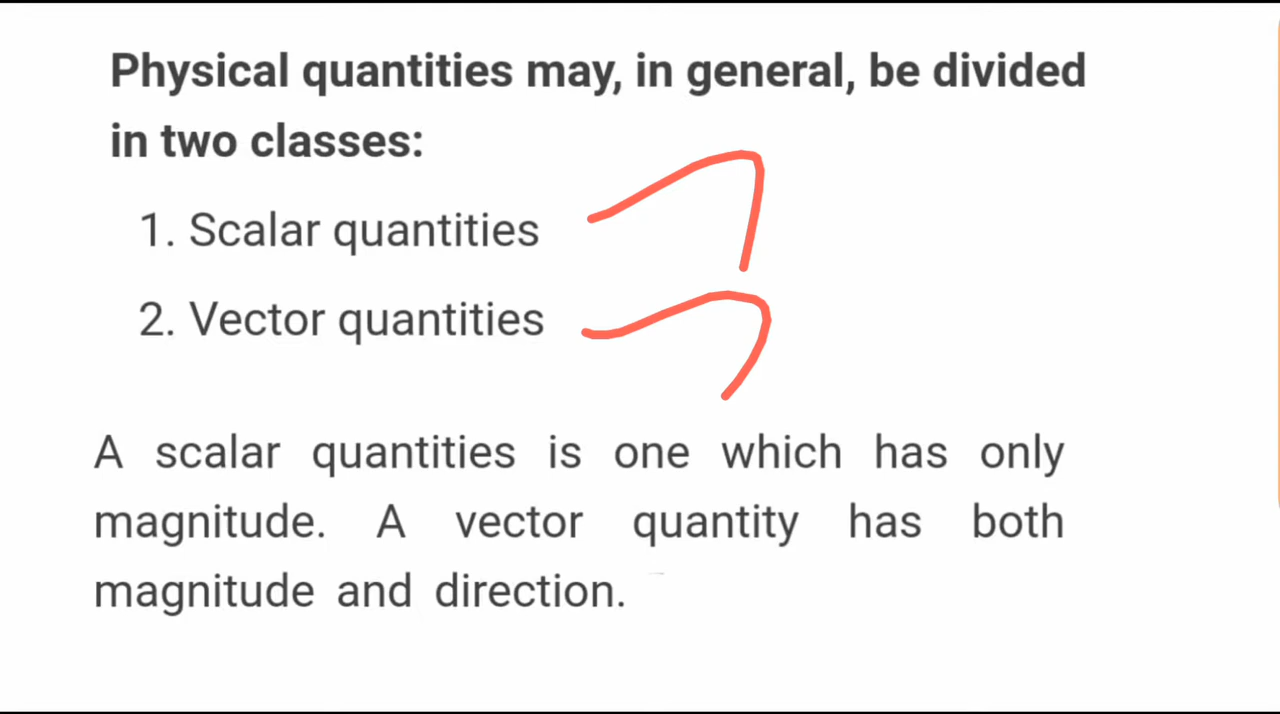 Physical quantities may, in general, be divided
in two classes:
1. Scalar quantities
2. Vector quantities
A scalar quantities is one which has only
magnitude. A vector quantity has both
magnitude and direction.